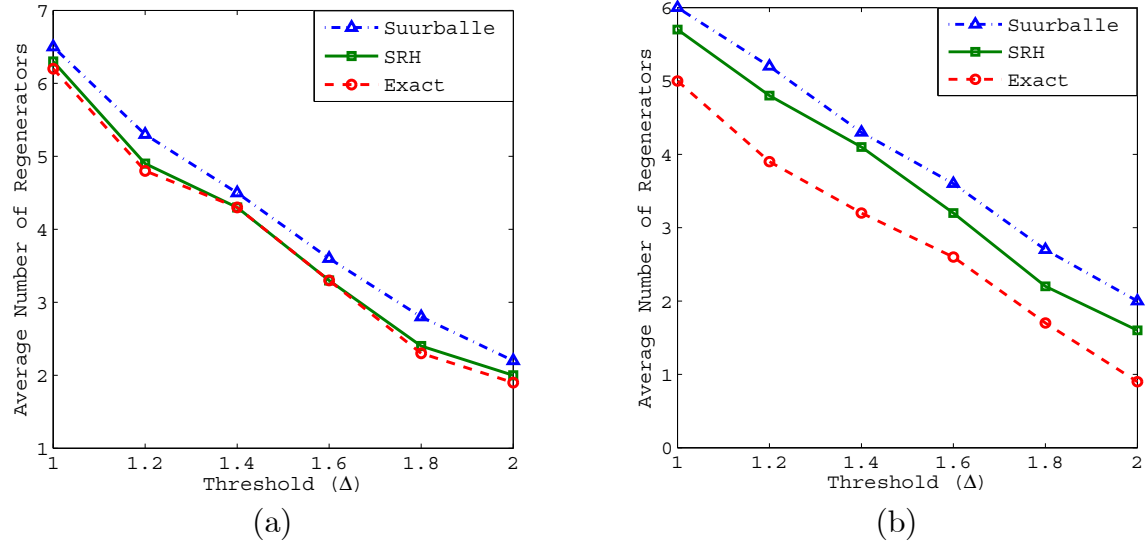 7
6
5
4
3
2
1
Average Number of Regenerators
Suurballe
SRH
Exact
1 1.2 1.4 1.6 1.8 2
Threshold (Δ)
(a)
6
5
4
3
2
1
0
Average Number of Regenerators
Suurballe
SRH
Exact
1 1.2 1.4 1.6 1.8 2
Threshold (Δ)
(b)